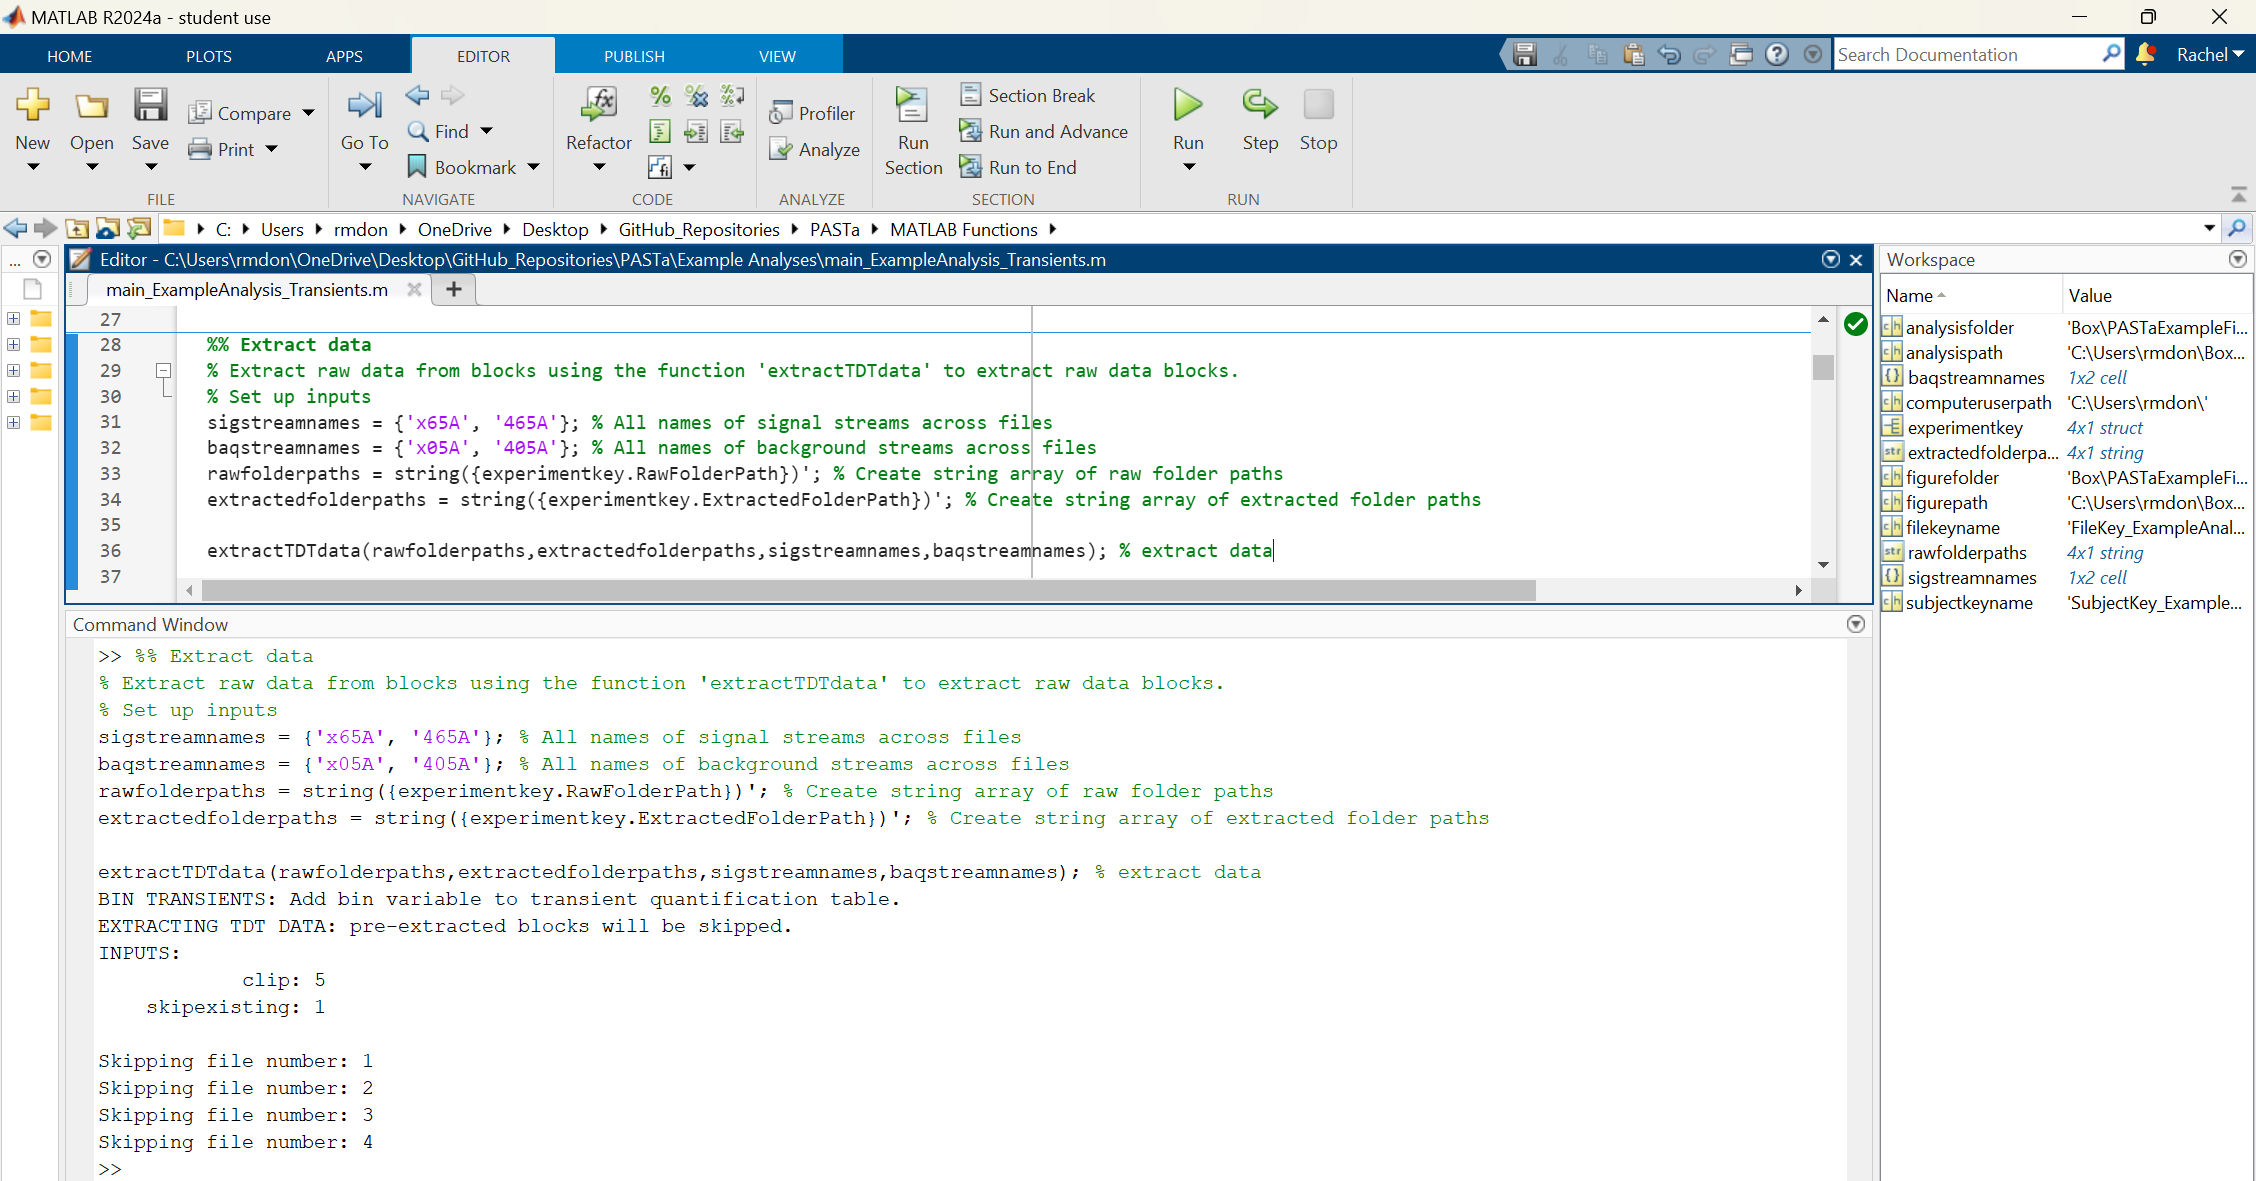 MATLAB R2024a - student use
HOME PLOTS APPS EDITOR PUBLISH VIEW
Search Documentation
Rachel
New
Open
Save
Compare
Print
FILE
Go To
Find
Bookmark
NAVIGATE
Refactor
CODE
Profiler
Analyze
ANALYZE
Run Section
Section Break
Run and Advance
Run to End
SECTION
Run
Step
Stop
RUN
C: Users rmdon OneDrive Desktop GitHub_Repositories PASTa MATLAB Functions
...
Editor - C:\Users\rmdon\OneDrive\Desktop\GitHub_Repositories\PASTa\Example Analyses\main_ExampleAnalysis_Transients.m
main_ExampleAnalysis_Transients.m
27
28 %% Extract data
29 % Extract raw data from blocks using the function 'extractTDTdata' to extract raw data blocks.
30 % Set up inputs
31 sigstreamnames = {'x65A', '465A'}; % All names of signal streams across files
32 baqstreamnames = {'x05A', '405A'}; % All names of background streams across files
33 rawfolderpaths = string({experimentkey.RawFolderPath})'; % Create string array of raw folder paths
34 extractedfolderpaths = string({experimentkey.ExtractedFolderPath})'; % Create string array of extracted folder paths
35
36 extractTDTdata(rawfolderpaths,extractedfolderpaths,sigstreamnames,baqstreamnames); % extract data
37
Command Window
>> %% Extract data
% Extract raw data from blocks using the function 'extractTDTdata' to extract raw data blocks.
% Set up inputs
sigstreamnames = {'x65A', '465A'}; % All names of signal streams across files
baqstreamnames = {'x05A', '405A'}; % All names of background streams across files
rawfolderpaths = string({experimentkey.RawFolderPath})'; % Create string array of raw folder paths
extractedfolderpaths = string({experimentkey.ExtractedFolderPath})'; % Create string array of extracted folder paths
extractTDTdata(rawfolderpaths,extractedfolderpaths,sigstreamnames,baqstreamnames); % extract data
BIN TRANSIENTS: Add bin variable to transient quantification table.
EXTRACTING TDT DATA: pre-extracted blocks will be skipped.
INPUTS:
clip: 5
skipexisting: 1
Skipping file number: 1
Skipping file number: 2
Skipping file number: 3
Skipping file number: 4
>>
Workspace
Name Value
analysisfolder 'Box\PASTaExampleFi...
analysispath 'C:\Users\rmdon\Box...
baqstreamnames 1x2 cell
computeruserpath 'C:\Users\rmdon\'
experimentkey 4x1 struct
extractedfolderpa... 4x1 string
figurefolder 'Box\PASTaExampleFi...
figurepath 'C:\Users\rmdon\Box...
filekeyname 'FileKey_ExampleAnal...
rawfolderpaths 4x1 string
sigstreamnames 1x2 cell
subjectkeyname 'SubjectKey_Example...